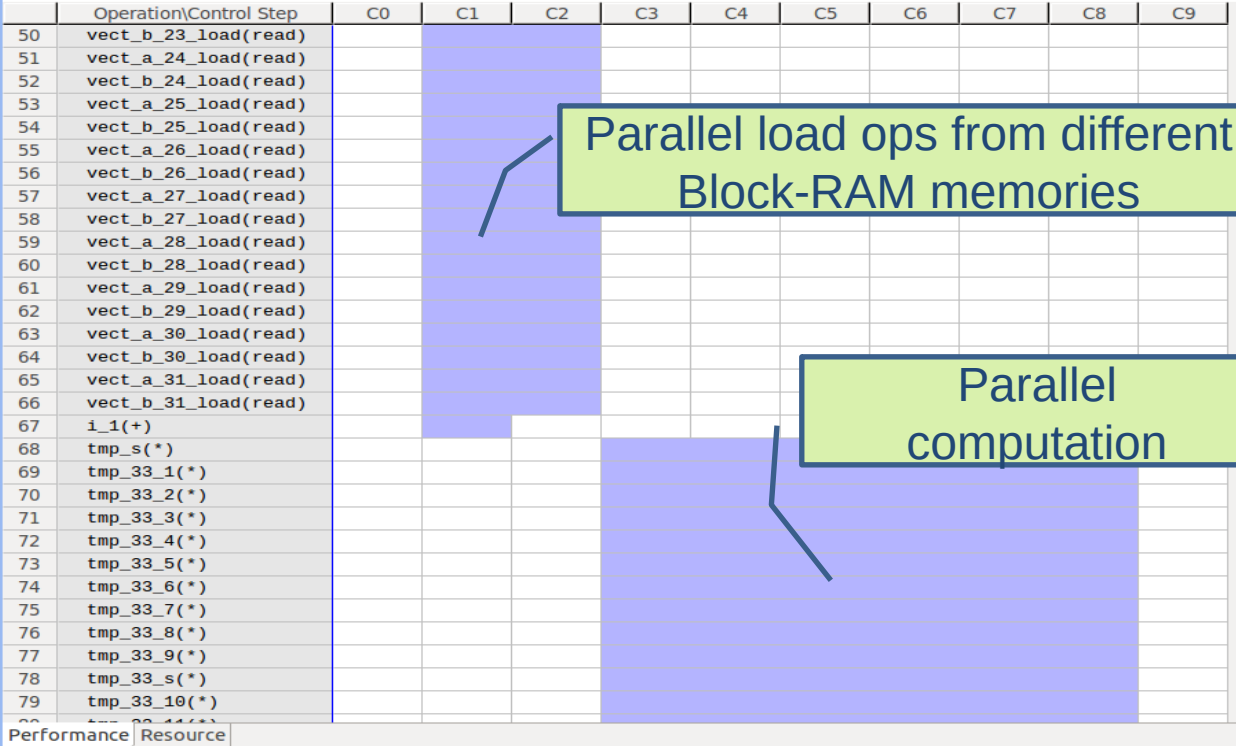 Operation\Control Step C0 C1 C2 C3 C4 C5 C6 C7 C8 C9
50 vect_b_23_load(read)
51 vect_a_24_load(read)
52 vect_b_24_load(read)
53 vect_a_25_load(read)
54 vect_b_25_load(read)
55 vect_a_26_load(read)
56 vect_b_26_load(read)
57 vect_a_27_load(read)
58 vect_b_27_load(read)
59 vect_a_28_load(read)
60 vect_b_28_load(read)
61 vect_a_29_load(read)
62 vect_b_29_load(read)
63 vect_a_30_load(read)
64 vect_b_30_load(read)
65 vect_a_31_load(read)
66 vect_b_31_load(read)
67 i_1(+)
68 tmp_s(*)
69 tmp_33_1(*)
70 tmp_33_2(*)
71 tmp_33_3(*)
72 tmp_33_4(*)
73 tmp_33_5(*)
74 tmp_33_6(*)
75 tmp_33_7(*)
76 tmp_33_8(*)
77 tmp_33_9(*)
78 tmp_33_s(*)
79 tmp_33_10(*)
Parallel load ops from different
Block-RAM memories
Parallel
computation
Performance Resource